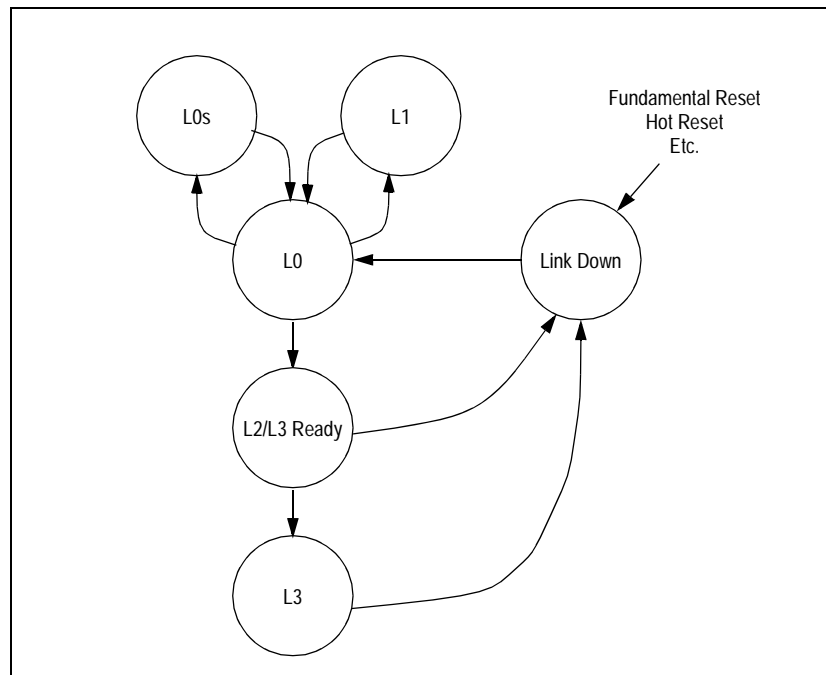 L0s
L1
Fundamental Reset
Hot Reset
Etc.
L0
Link Down
L2/L3 Ready
L3